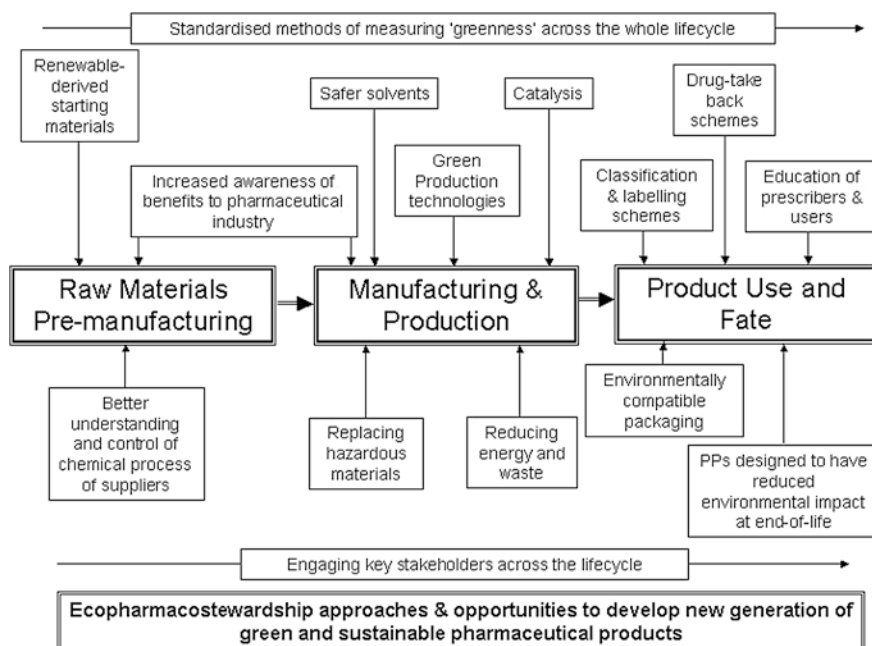 Standardised methods of measuring 'greenness' across the whole lifecycle
Renewable-
derived
starting
materials
Safer solvents
Catalysis
Drug-take
back
schemes
Increased awareness of
benefits to pharmaceutical
industry
Green
Production
technologies
Classification
& labelling
schemes
Education of
prescribers &
users
Raw Materials
Pre-manufacturing
Manufacturing &
Production
Product Use and
Fate
Better
understanding
and control of
chemical process
of suppliers
Replacing
hazardous
materials
Reducing
energy and
waste
Environmentally
compatible
packaging
PPs designed to have
reduced
environmental impact
at end-of-life
Engaging key stakeholders across the lifecycle
Ecopharmacostewardship approaches & opportunities to develop new generation of
green and sustainable pharmaceutical products